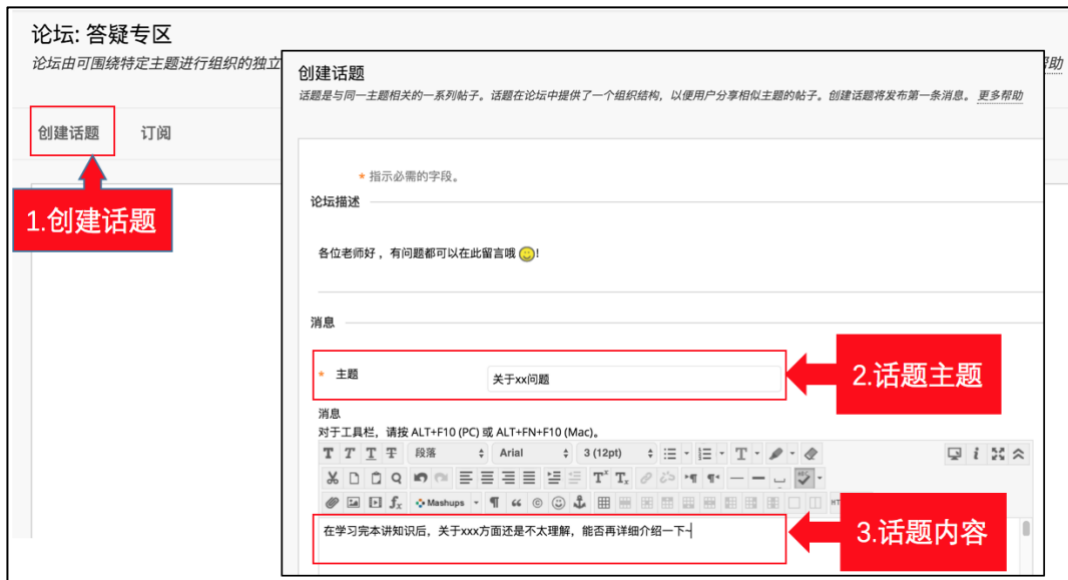 论坛: 答疑专区
论坛由可围绕特定主题进行组织的独立
助
创建话题
订阅
1.创建话题
创建话题
话题是与同一主题相关的一系列帖子。话题在论坛中提供了一个组织结构，以便用户分享相似主题的帖子。创建话题将发布第一条消息。 更多帮助
* 指示必需的字段。
论坛描述
各位老师好，有问题都可以在此留言哦 !
消息
* 主题
关于xx问题
2.话题主题
消息
对于工具栏，请按 ALT+F10 (PC) 或 ALT+FN+F10 (Mac)。
T T T T 段落 Arial 3 (12pt) T
Tx Tx
fx Mashups ¶ “ © HT
在学习完本讲知识后，关于xxx方面还是不太理解，能否再详细介绍一下~
3.话题内容